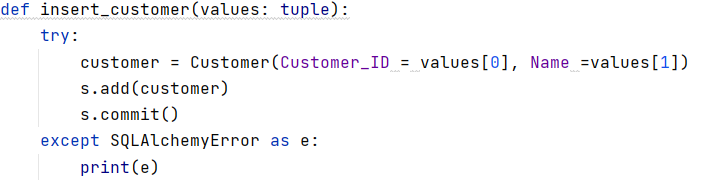 def insert_customer(values: tuple):
    try:
        customer = Customer(Customer_ID = values[0], Name =values[1])
        s.add(customer)
        s.commit()
    except SQLAlchemyError as e:
        print(e)